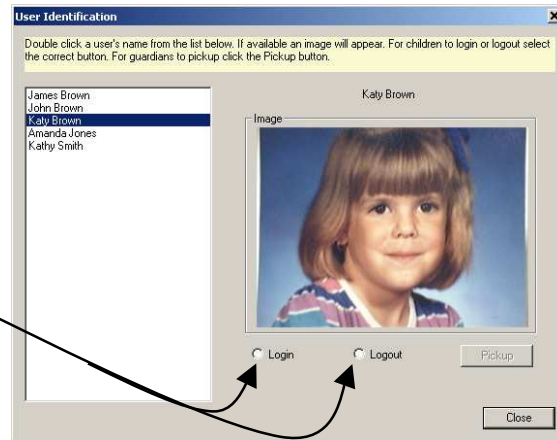 User Identification
Double click a user's name from the list below. If available an image will appear. For children to login or logout select
the correct button. For guardians to pickup click the Pickup button.
James Brown
John Brown
Katy Brown
Amanda Jones
Kathy Smith
Katy Brown
Image
Login
Logout
Pickup
Close